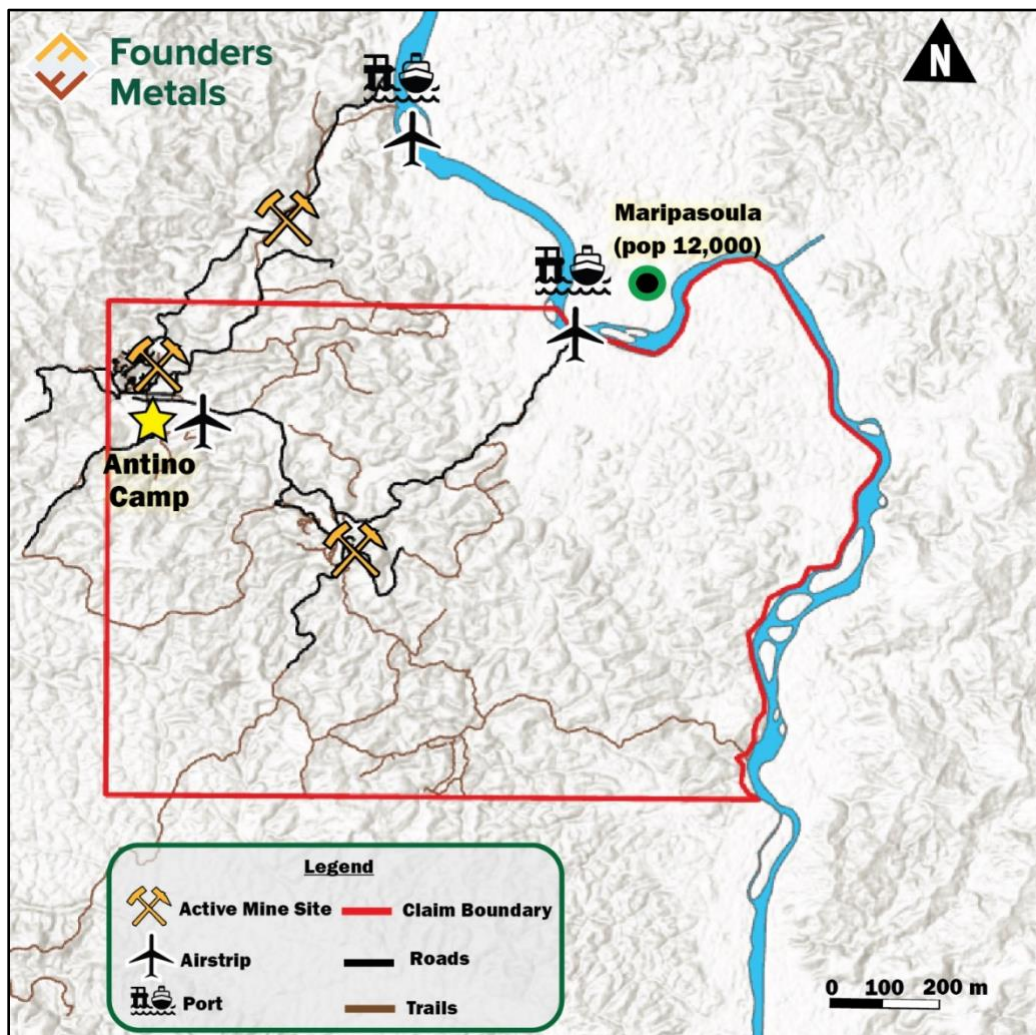 Founders
Metals
N
Maripasoula
(pop 12,000)
Antino
Camp
Legend
Active Mine Site
Claim Boundary
Airstrip
Roads
Port
Trails
0 100 200 m